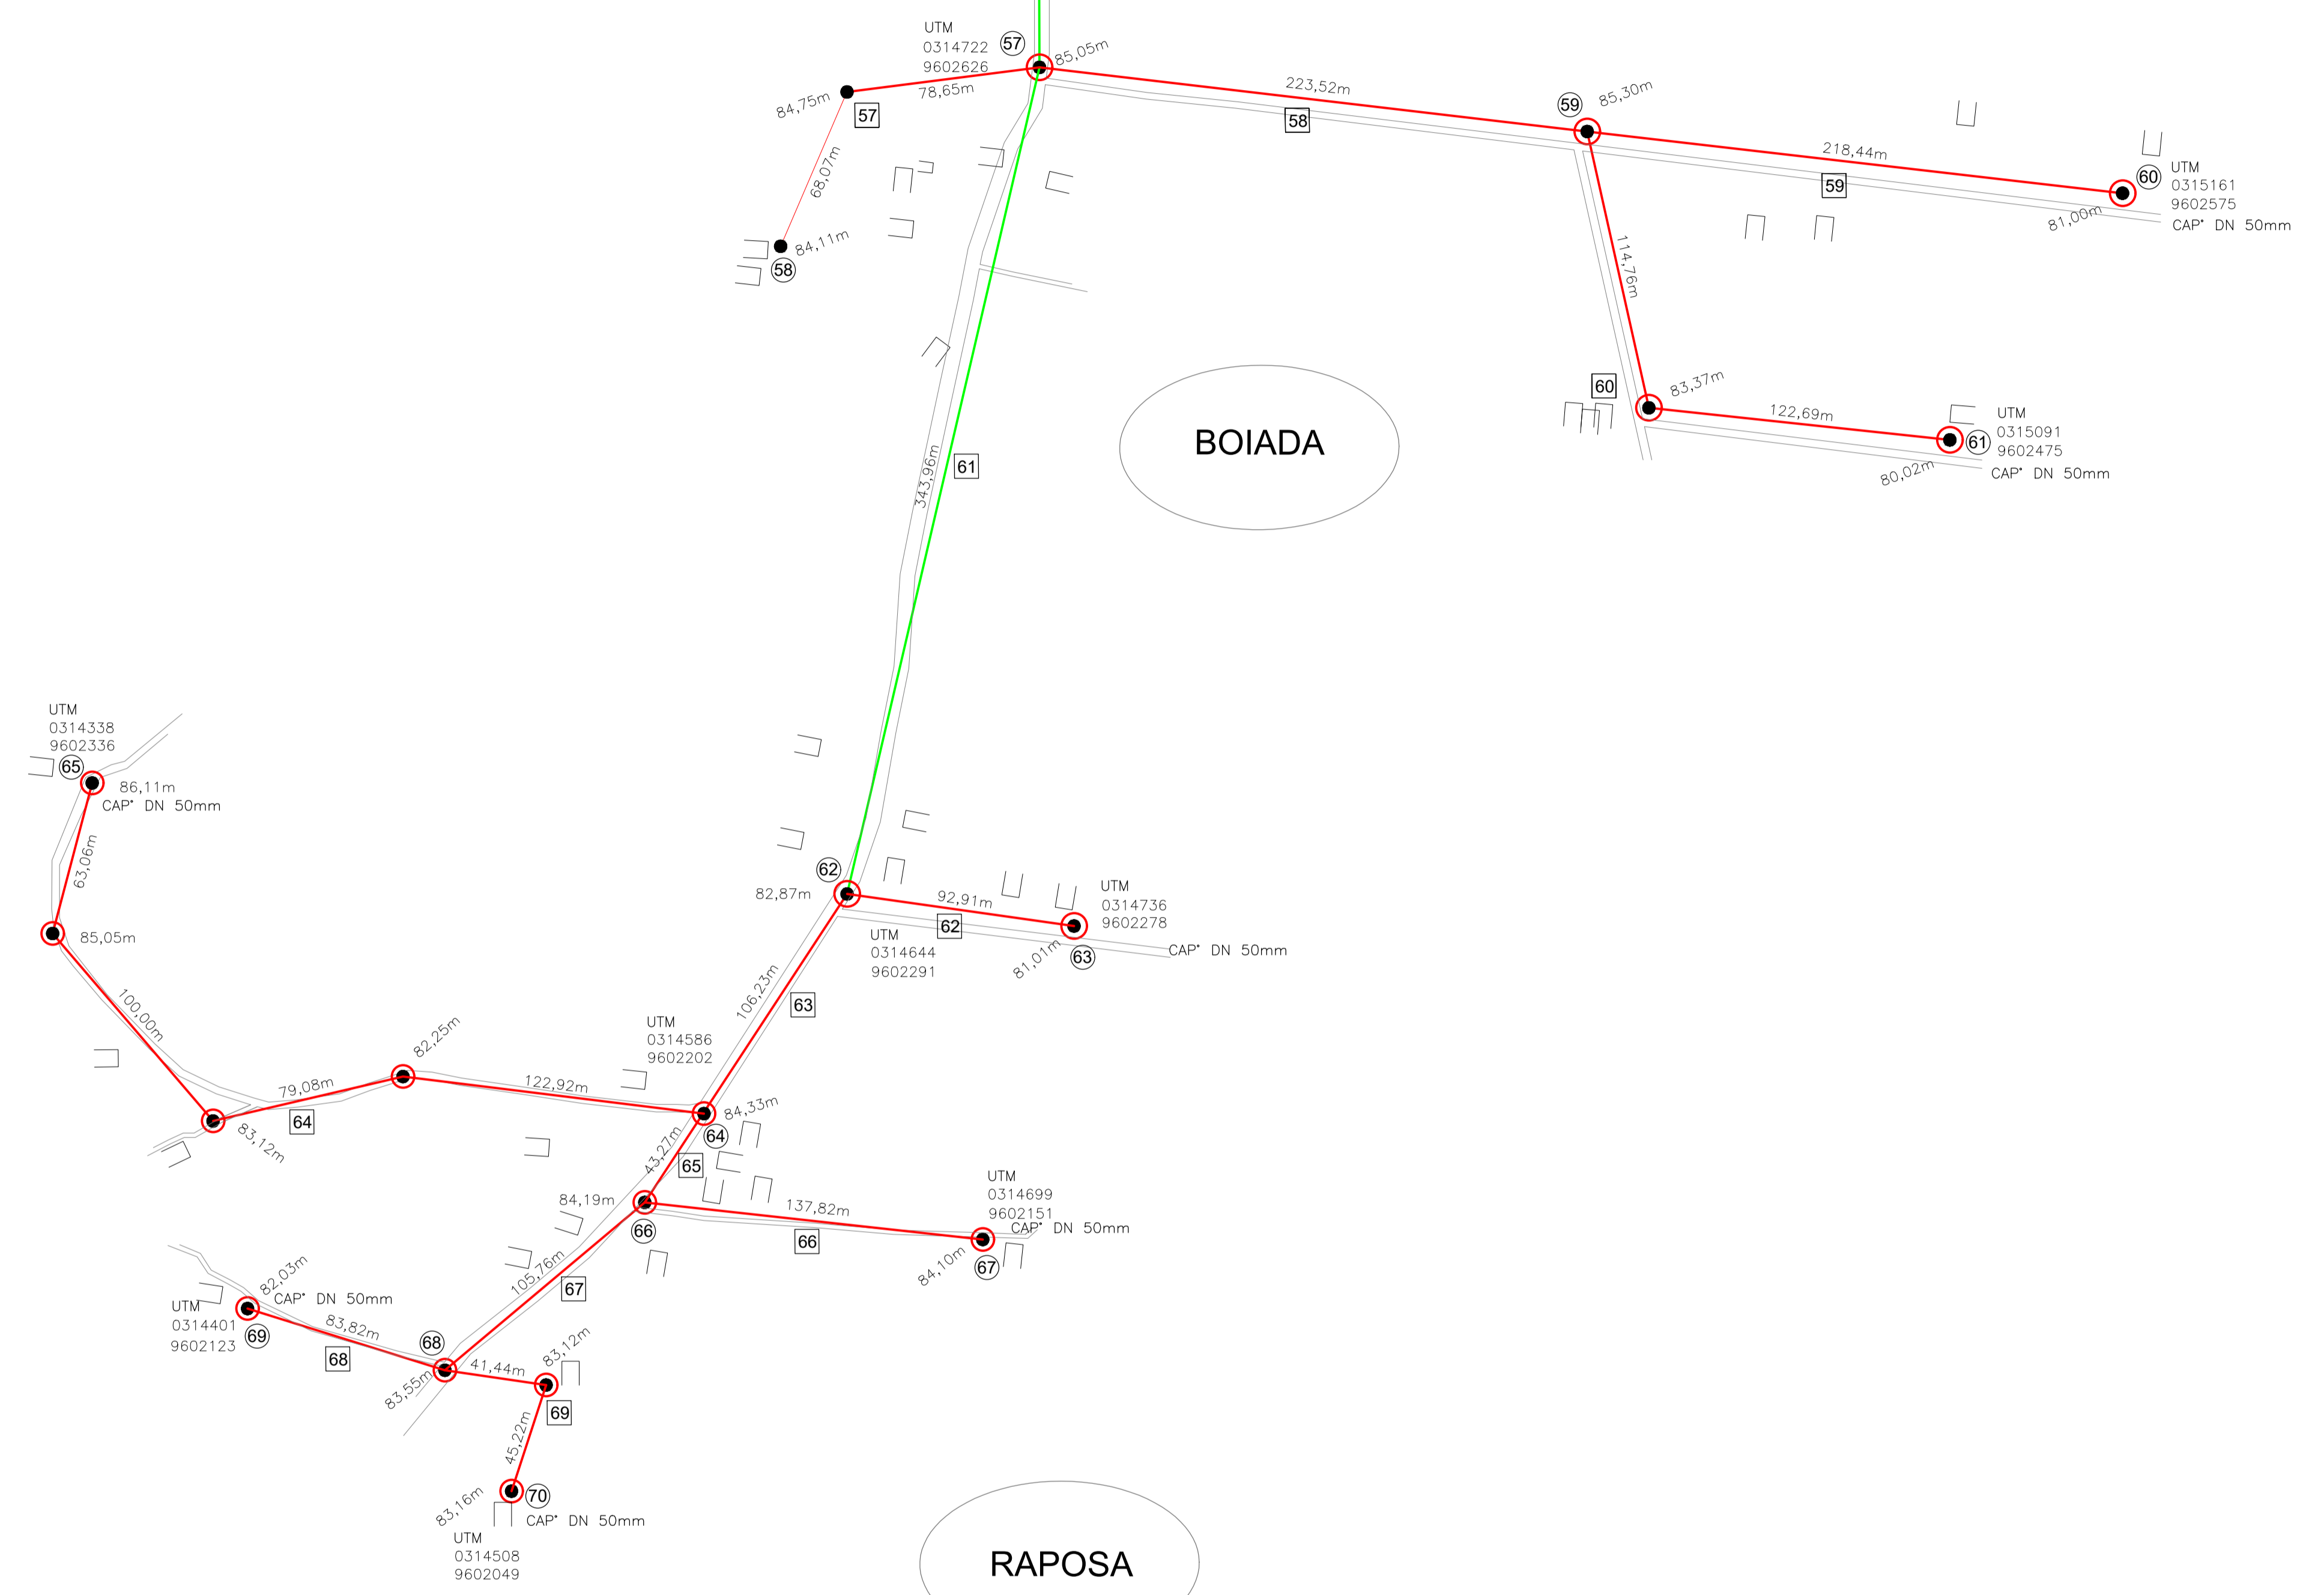 UTM
0314722
9602626
57
85,05m
78,65m
84,75m
57
68,07m
84,11m
58
223,52m
58
59
85,30m
218,44m
59
60
UTM
0315161
9602575
81,00m
CAP* DN 50mm
114,76m
60
83,37m
122,69m
61
UTM
0315091
9602475
80,02m
CAP* DN 50mm
BOIADA
343,96m
61
UTM
0314338
9602336
65
86,11m
CAP* DN 50mm
63,06m
85,05m
100,00m
62
82,87m
92,91m
62
UTM
0314736
9602278
81,01m
63
CAP* DN 50mm
UTM
0314644
9602291
106,23m
63
UTM
0314586
9602202
82,25m
122,92m
79,08m
64
83,12m
84,33m
64
43,27m
65
84,19m
66
137,82m
66
UTM
0314699
9602151
CAP* DN 50mm
84,10m
67
105,76m
67
82,03m
CAP* DN 50mm
UTM
0314401
9602123
69
83,82m
68
68
83,55m
41,44m
83,12m
69
45,22m
83,16m
70
CAP* DN 50mm
UTM
0314508
9602049
RAPOSA